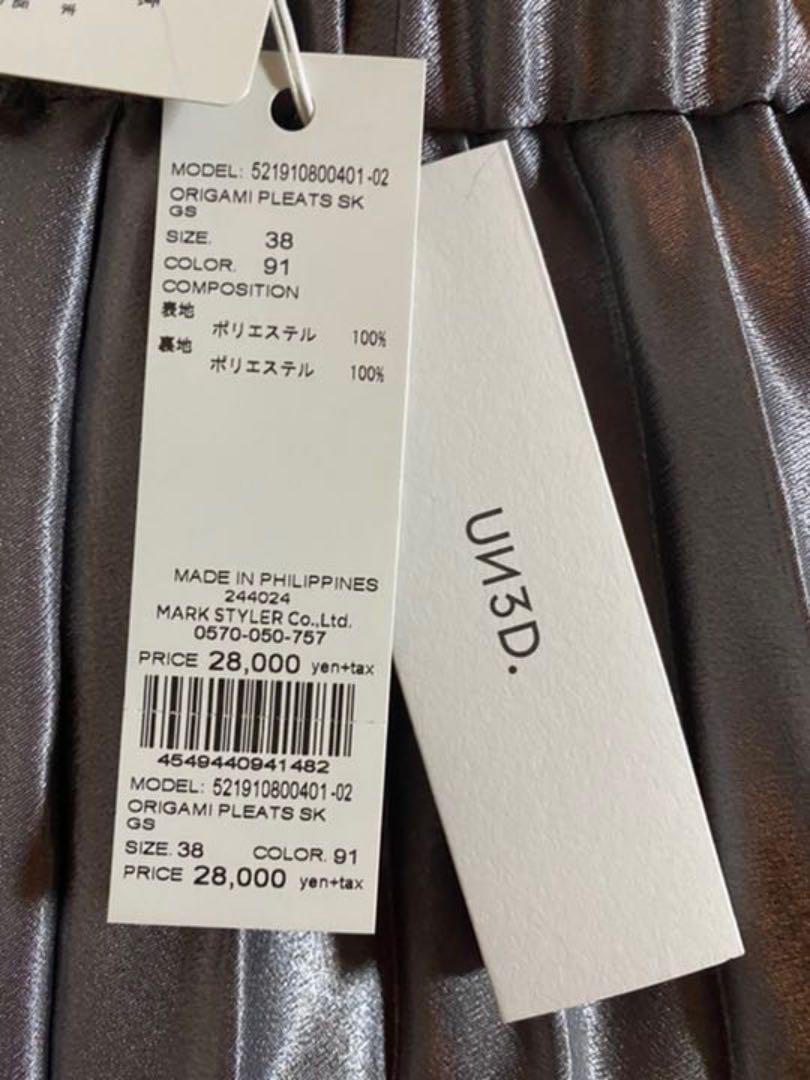 MODEL: 521910800401-02
ORIGAMI PLEATS SK
GS
SIZE. 38
COLOR. 91
COMPOSITION
表地
ポリエステル 100%
裏地
ポリエステル 100%
MADE IN PHILIPPINES
244024
MARK STYLER Co.,Ltd.
0570-050-757
PRICE 28,000 yen+tax
4549440941482
MODEL: 521910800401-02
ORIGAMI PLEATS SK
GS
SIZE. 38 COLOR. 91
PRICE 28,000 yen+tax
UИ3D.